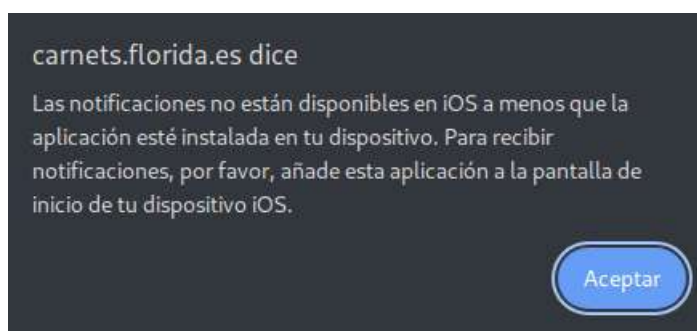 carnets.florida.es dice
Las notificaciones no están disponibles en iOS a menos que la
aplicación esté instalada en tu dispositivo. Para recibir
notificaciones, por favor, añade esta aplicación a la pantalla de
inicio de tu dispositivo iOS.
Aceptar